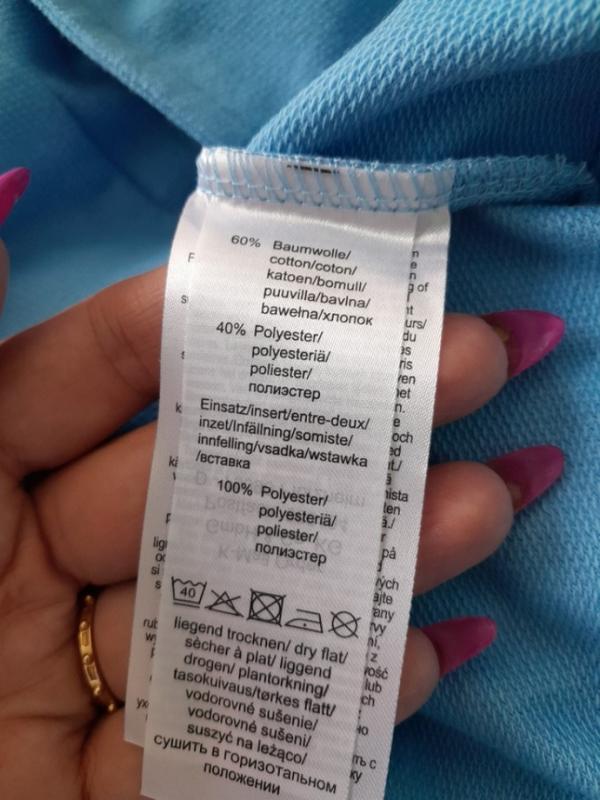 60% Baumwolle/
cotton/coton/
katoen/bomull/
puuvilla/bavlna/
bawełna/хлопок
40% Polyester/
polyesteriä/
poliester/
полиэстер
Einsatz/insert/entre-deux/
inzet/Infällning/somiste/
innfelling/vsadka/wstawka
/вставка
100% Polyester/
polyesteriä/
poliester/
полиэстер
40
liegend trocknen/ dry flat/
sècher à plat/ liggend
drogen/ plantorkning/
tasokuivaus/tørkes flatt/
vodorovné sušenie/
vodorovné sušeni/
suszyć na leżąco/
сушить в горизонтальном
положении